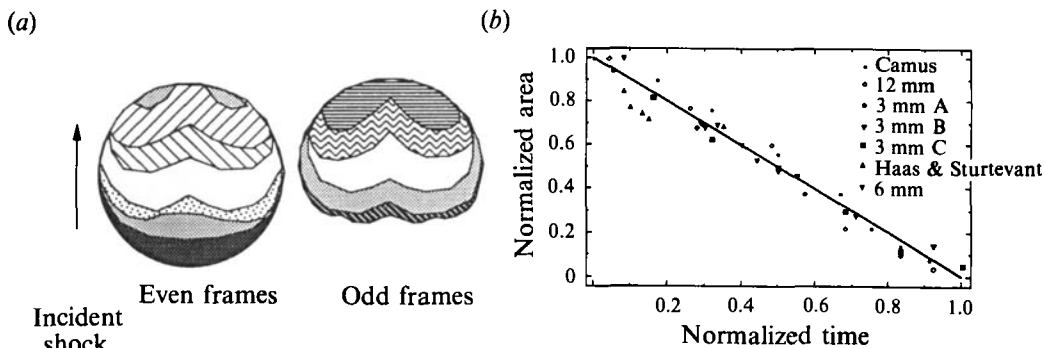 (a)
Incident
shock
Even frames
Odd frames
(b)
Normalized area
1.0
0.8
0.6
0.4
0.2
0
0.2
0.4
0.6
0.8
1.0
Normalized time
Camus
12 mm
3 mm A
3 mm B
3 mm C
Haas & Sturtevant
6 mm